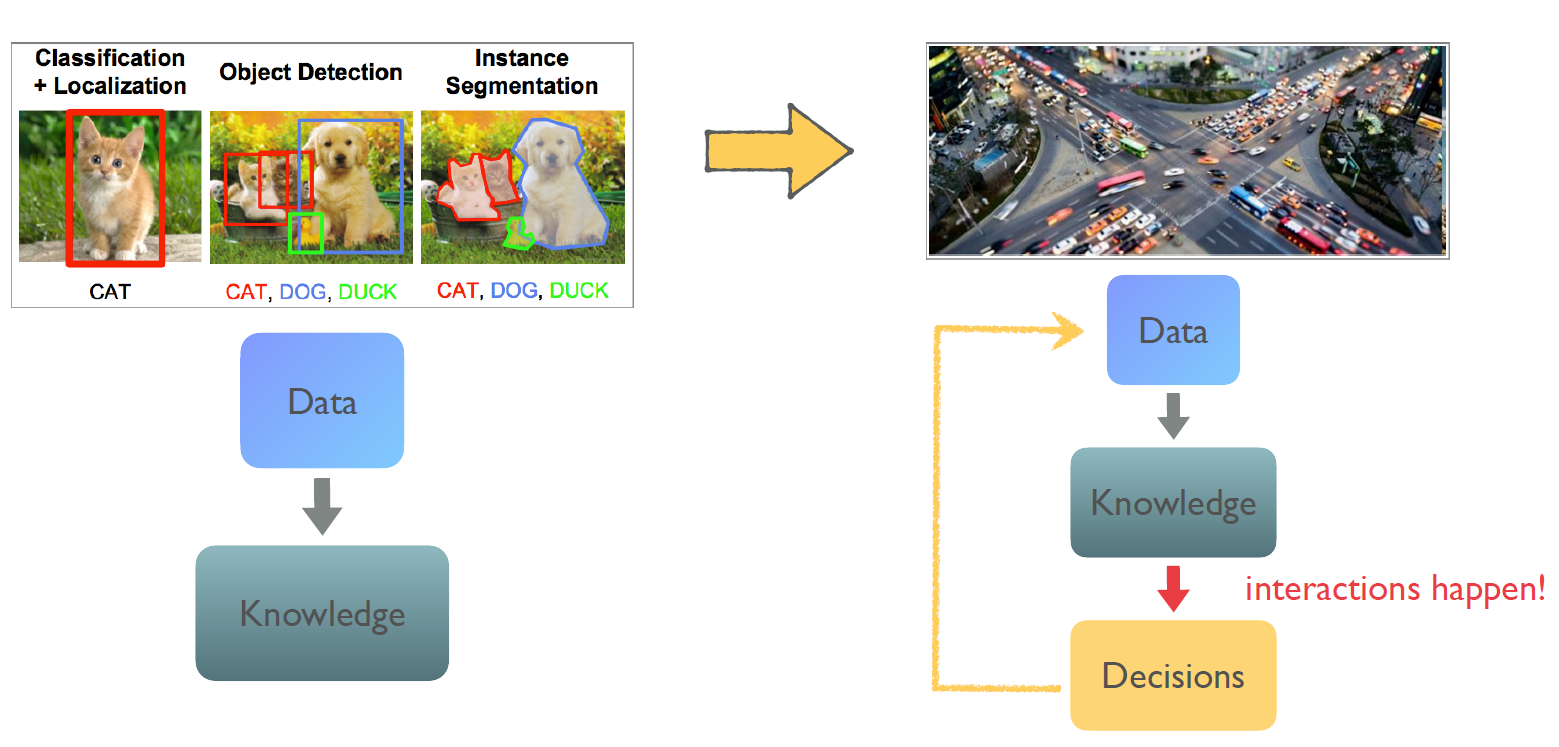 Classification
+ Localization
Object Detection
Instance
Segmentation
CAT
CAT, DOG, DUCK
CAT, DOG, DUCK
Data
Knowledge
Data
Knowledge
interactions happen!
Decisions